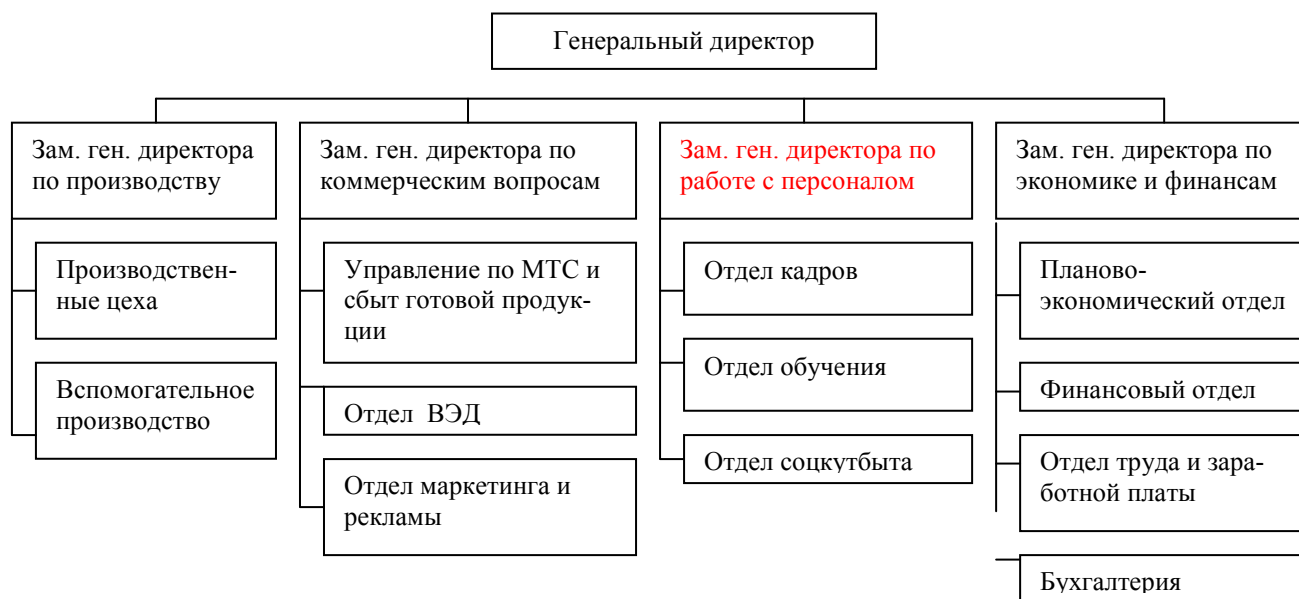 Генеральный директор
Зам. ген. директора
по производству
Производствен-
ные цеха
Вспомогательное
производство
Зам. ген. директора по
коммерческим вопросам
Управление по МТС и
сбыт готовой продук-
ции
Отдел ВЭД
Отдел маркетинга и
рекламы
Зам. ген. директора по
работе с персоналом
Отдел кадров
Отдел обучения
Отдел соцкутбыта
Зам. ген. директора по
экономике и финансам
Планово-
экономический отдел
Финансовый отдел
Отдел труда и зара-
ботной платы
Бухгалтерия